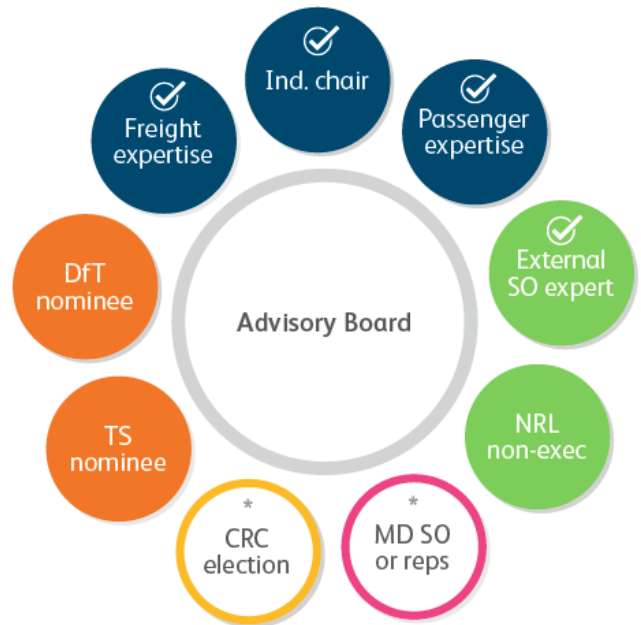 Ind. chair
Freight
expertise
Passenger
expertise
DfT
nominee
External
SO expert
Advisory Board
TS
nominee
NRL
non-exec
*
CRC
election
*
MD SO
or reps